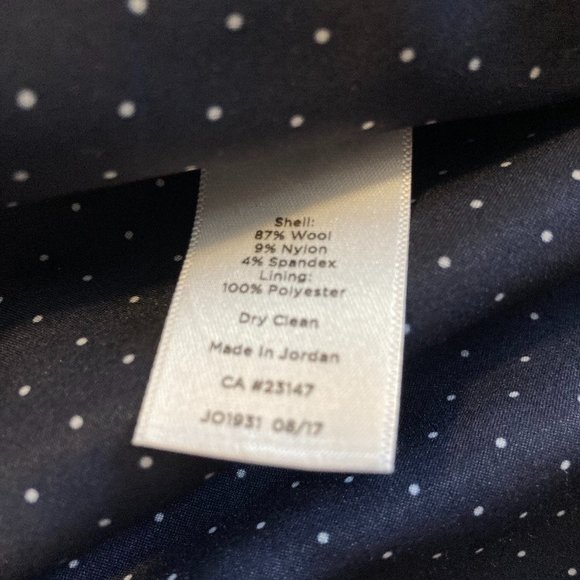 Shell:
87% Wool
9% Nylon
4% Spandex
Lining:
100% Polyester
Dry Clean
Made in Jordan
CA #23147
JO1931 08/17